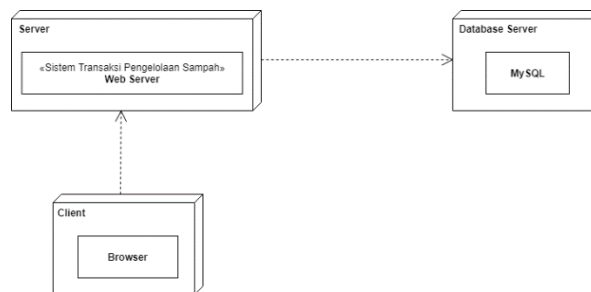 Server
«Sistem Transaksi Pengelolaan Sampah»
Web Server
Database Server
MySQL
Client
Browser